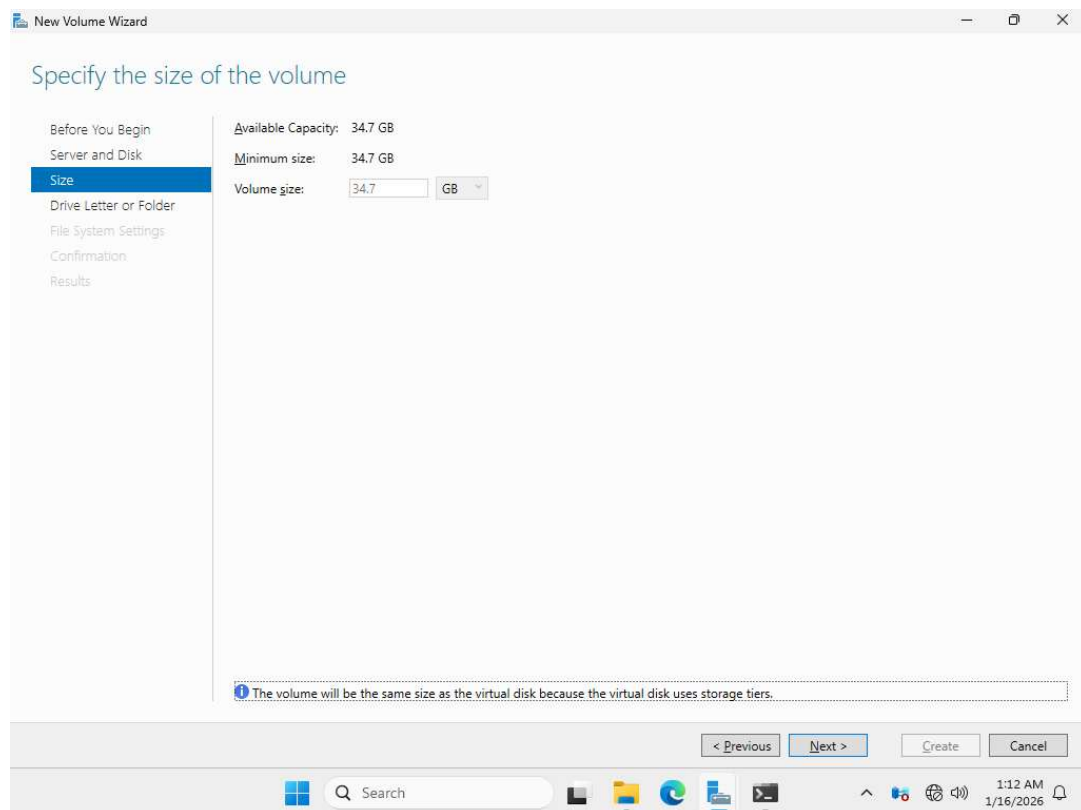 New Volume Wizard
Specify the size of the volume
Before You Begin
Server and Disk
Size
Drive Letter or Folder
File System Settings
Confirmation
Results
Available Capacity: 34.7 GB
Minimum size: 34.7 GB
Volume size: 34.7 GB
The volume will be the same size as the virtual disk because the virtual disk uses storage tiers.
< Previous Next > Create Cancel
Search
1:12 AM
1/16/2026